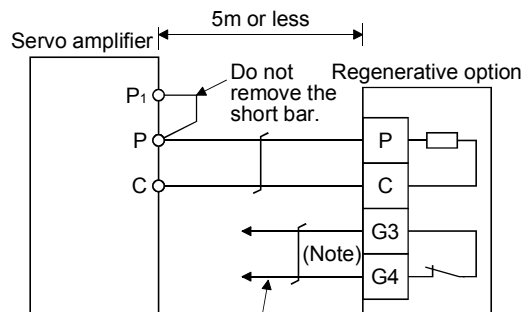 5m or less
Servo amplifier
Do not
remove the
short bar.
Regenerative option
P₁
P
C
P
C
G3
G4
(Note)